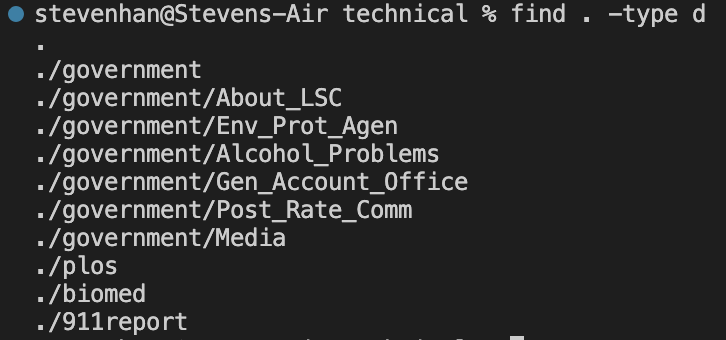 stevenhan@Stevens-Air technical % find . -type d
.
./government
./government/About_LSC
./government/Env_Prot_Agen
./government/Alcohol_Problems
./government/Gen_Account_Office
./government/Post_Rate_Comm
./government/Media
./plos
./biomed
./911report